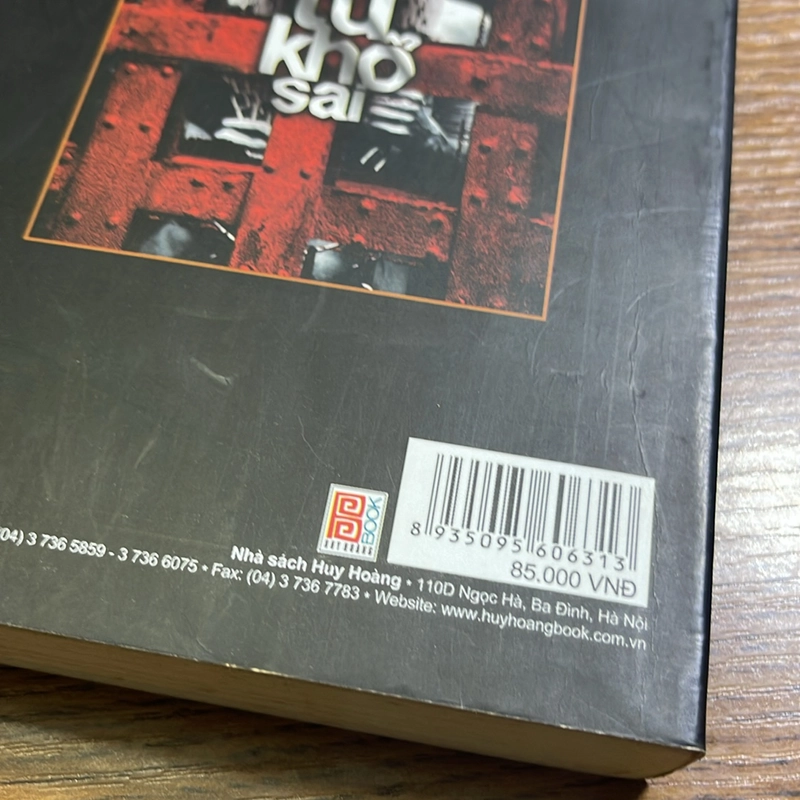 tù
khổ
sai
BOOK
HUY HOANG
8 935095 606313
85.000 VNĐ
Nhà sách Huy Hoàng • 110D Ngọc Hà, Ba Đình, Hà Nội
04) 3 736 5859 - 3 736 6075 • Fax: (04) 3 736 7783 • Website: www.huyhoangbook.com.vn